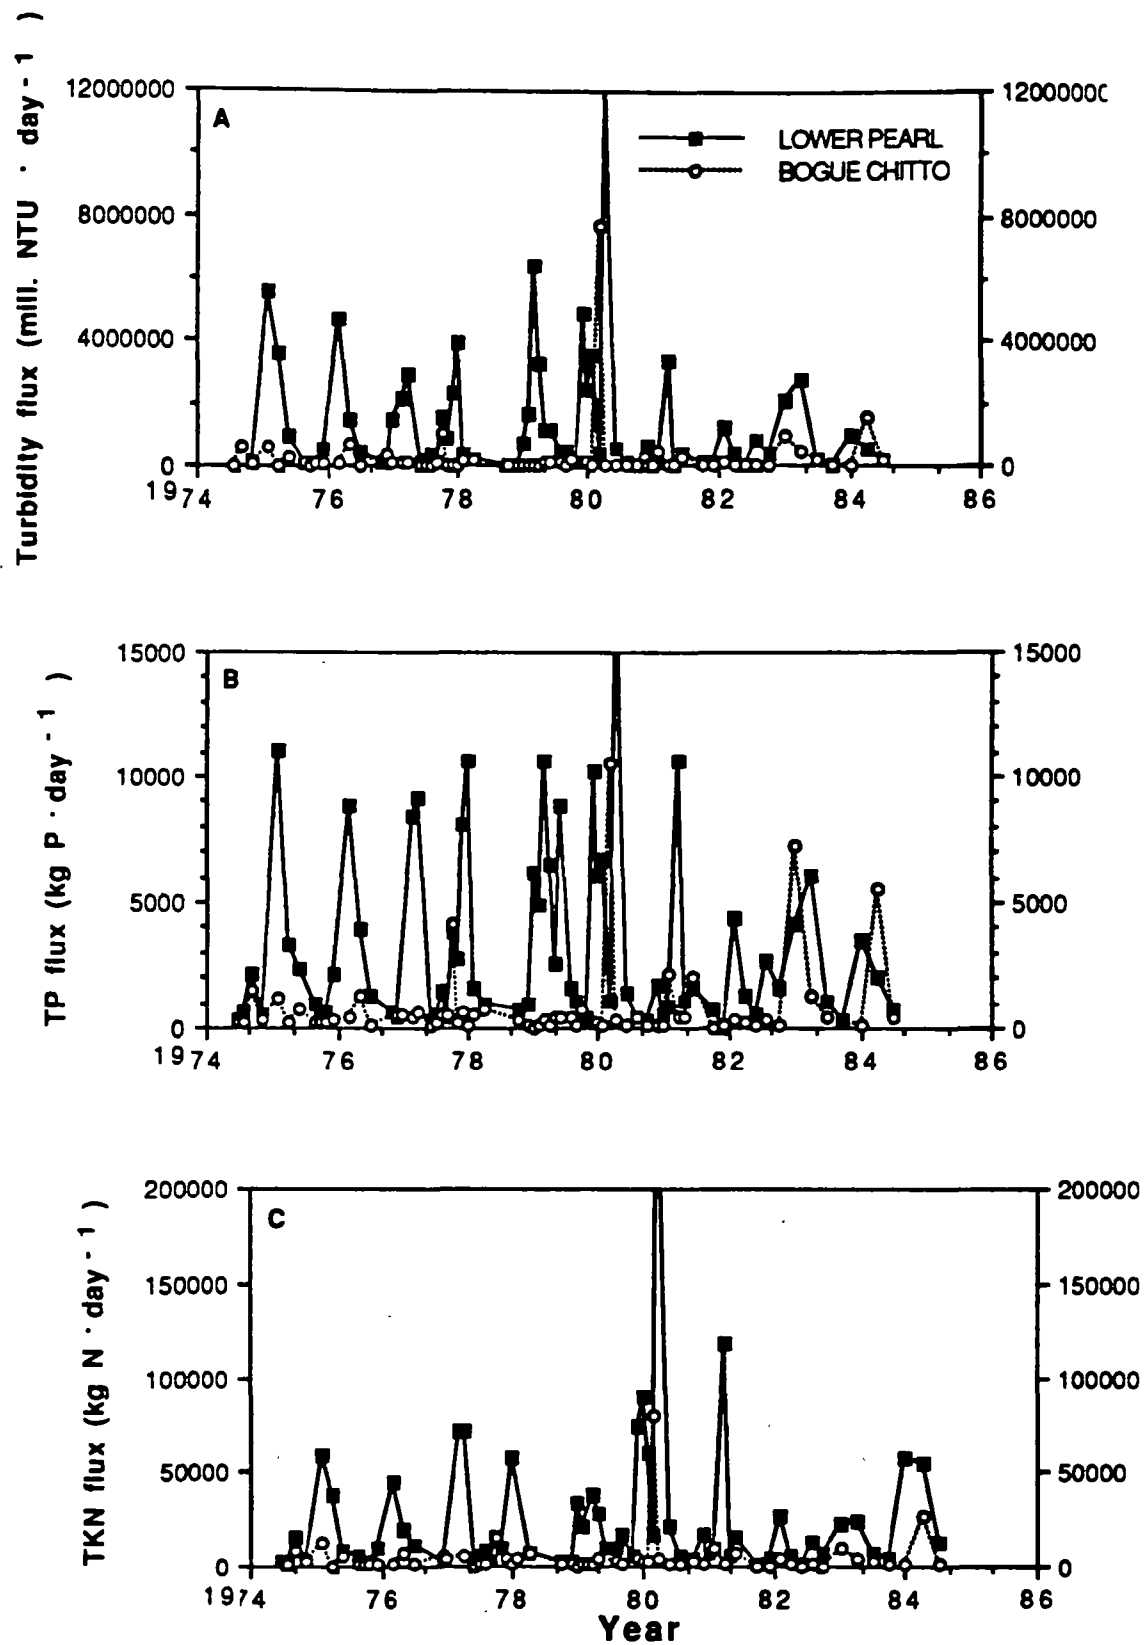 Turbidity flux (mill. NTU · day-1 )
12000000 12000000
A
LOWER PEARL
BOGUE CHITTO
8000000 8000000
4000000 4000000
0 0
1974 76 78 80 82 84 86
TP flux (kg P · day-1 )
15000 15000
B
10000 10000
5000 5000
0 0
1974 76 78 80 82 84 86
TKN flux (kg N · day-1 )
200000 200000
C
150000 150000
100000 100000
50000 50000
0 0
1974 76 78 80 82 84 86
Year